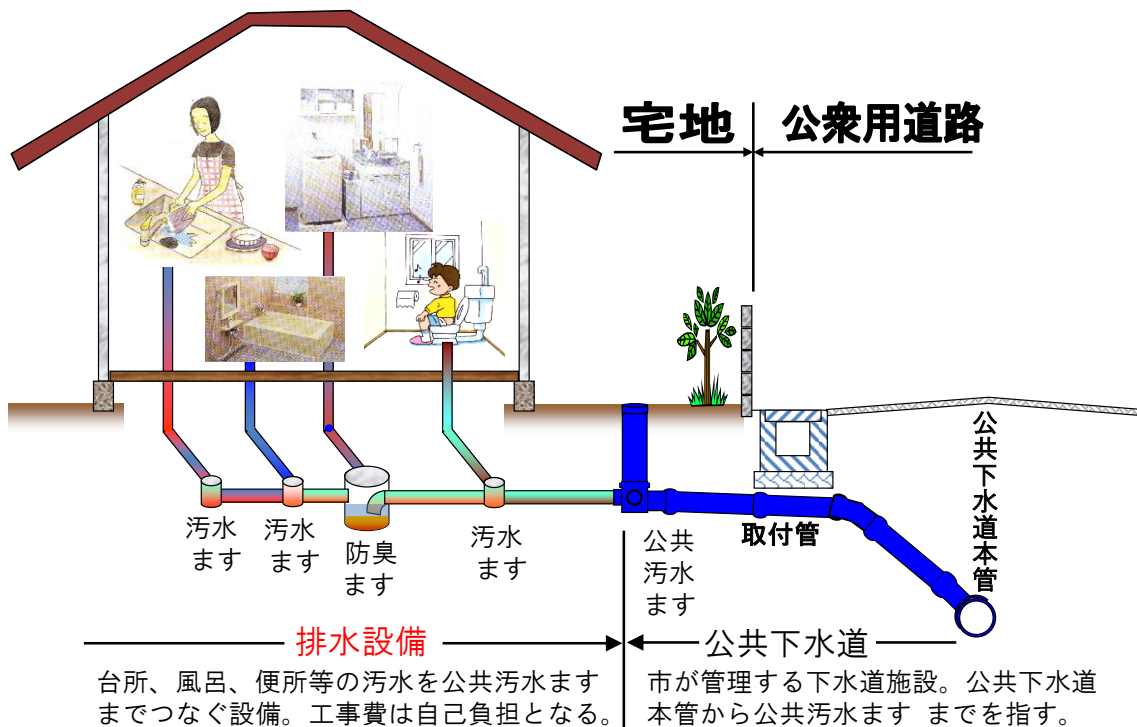 宅地
公衆用道路
公共下水道本管
汚水
ます
汚水
ます
防臭
ます
汚水
ます
公共
汚水
ます
取付管
排水設備
公共下水道
台所、風呂、便所等の汚水を公共汚水ます
までつなぐ設備。工事費は自己負担となる。
市が管理する下水道施設。公共下水道
本管から公共汚水ます までを指す。